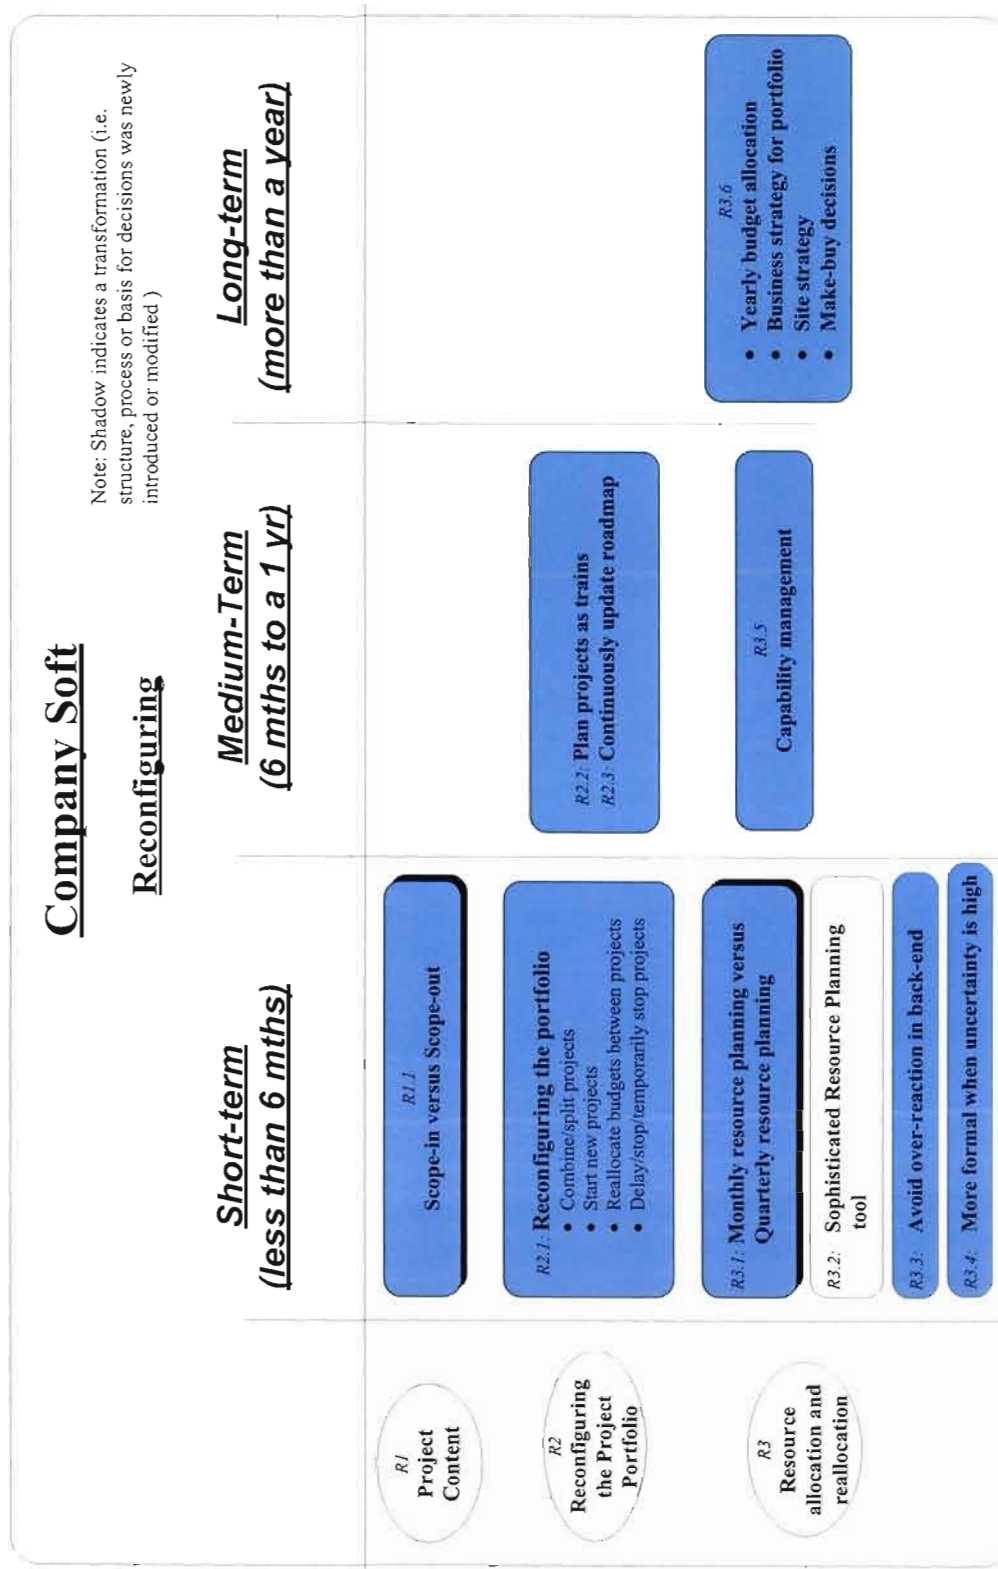 Company Soft
Reconfiguring
Note: Shadow indicates a transformation (i.e.
structure, process or basis for decisions was newly
introduced or modified )
Short-term
(less than 6 mths)
Medium-Term
(6 mths to a 1 yr)
Long-term
(more than a year)
R1
Project
Content
R1.1
Scope-in versus Scope-out
R2
Reconfiguring
the Project
Portfolio
R2.1: Reconfiguring the portfolio
• Combine/split projects
• Start new projects
• Reallocate budgets between projects
• Delay/stop/temporarily stop projects
R2.2: Plan projects as trains
R2.3: Continuously update roadmap
R3
Resource
allocation and
reallocation
R3.1: Monthly resource planning versus
Quarterly resource planning
R3.2: Sophisticated Resource Planning
tool
R3.3: Avoid over-reaction in back-end
R3.4: More formal when uncertainty is high
R3.5
Capability management
R3.6
• Yearly budget allocation
• Business strategy for portfolio
• Site strategy
• Make-buy decisions